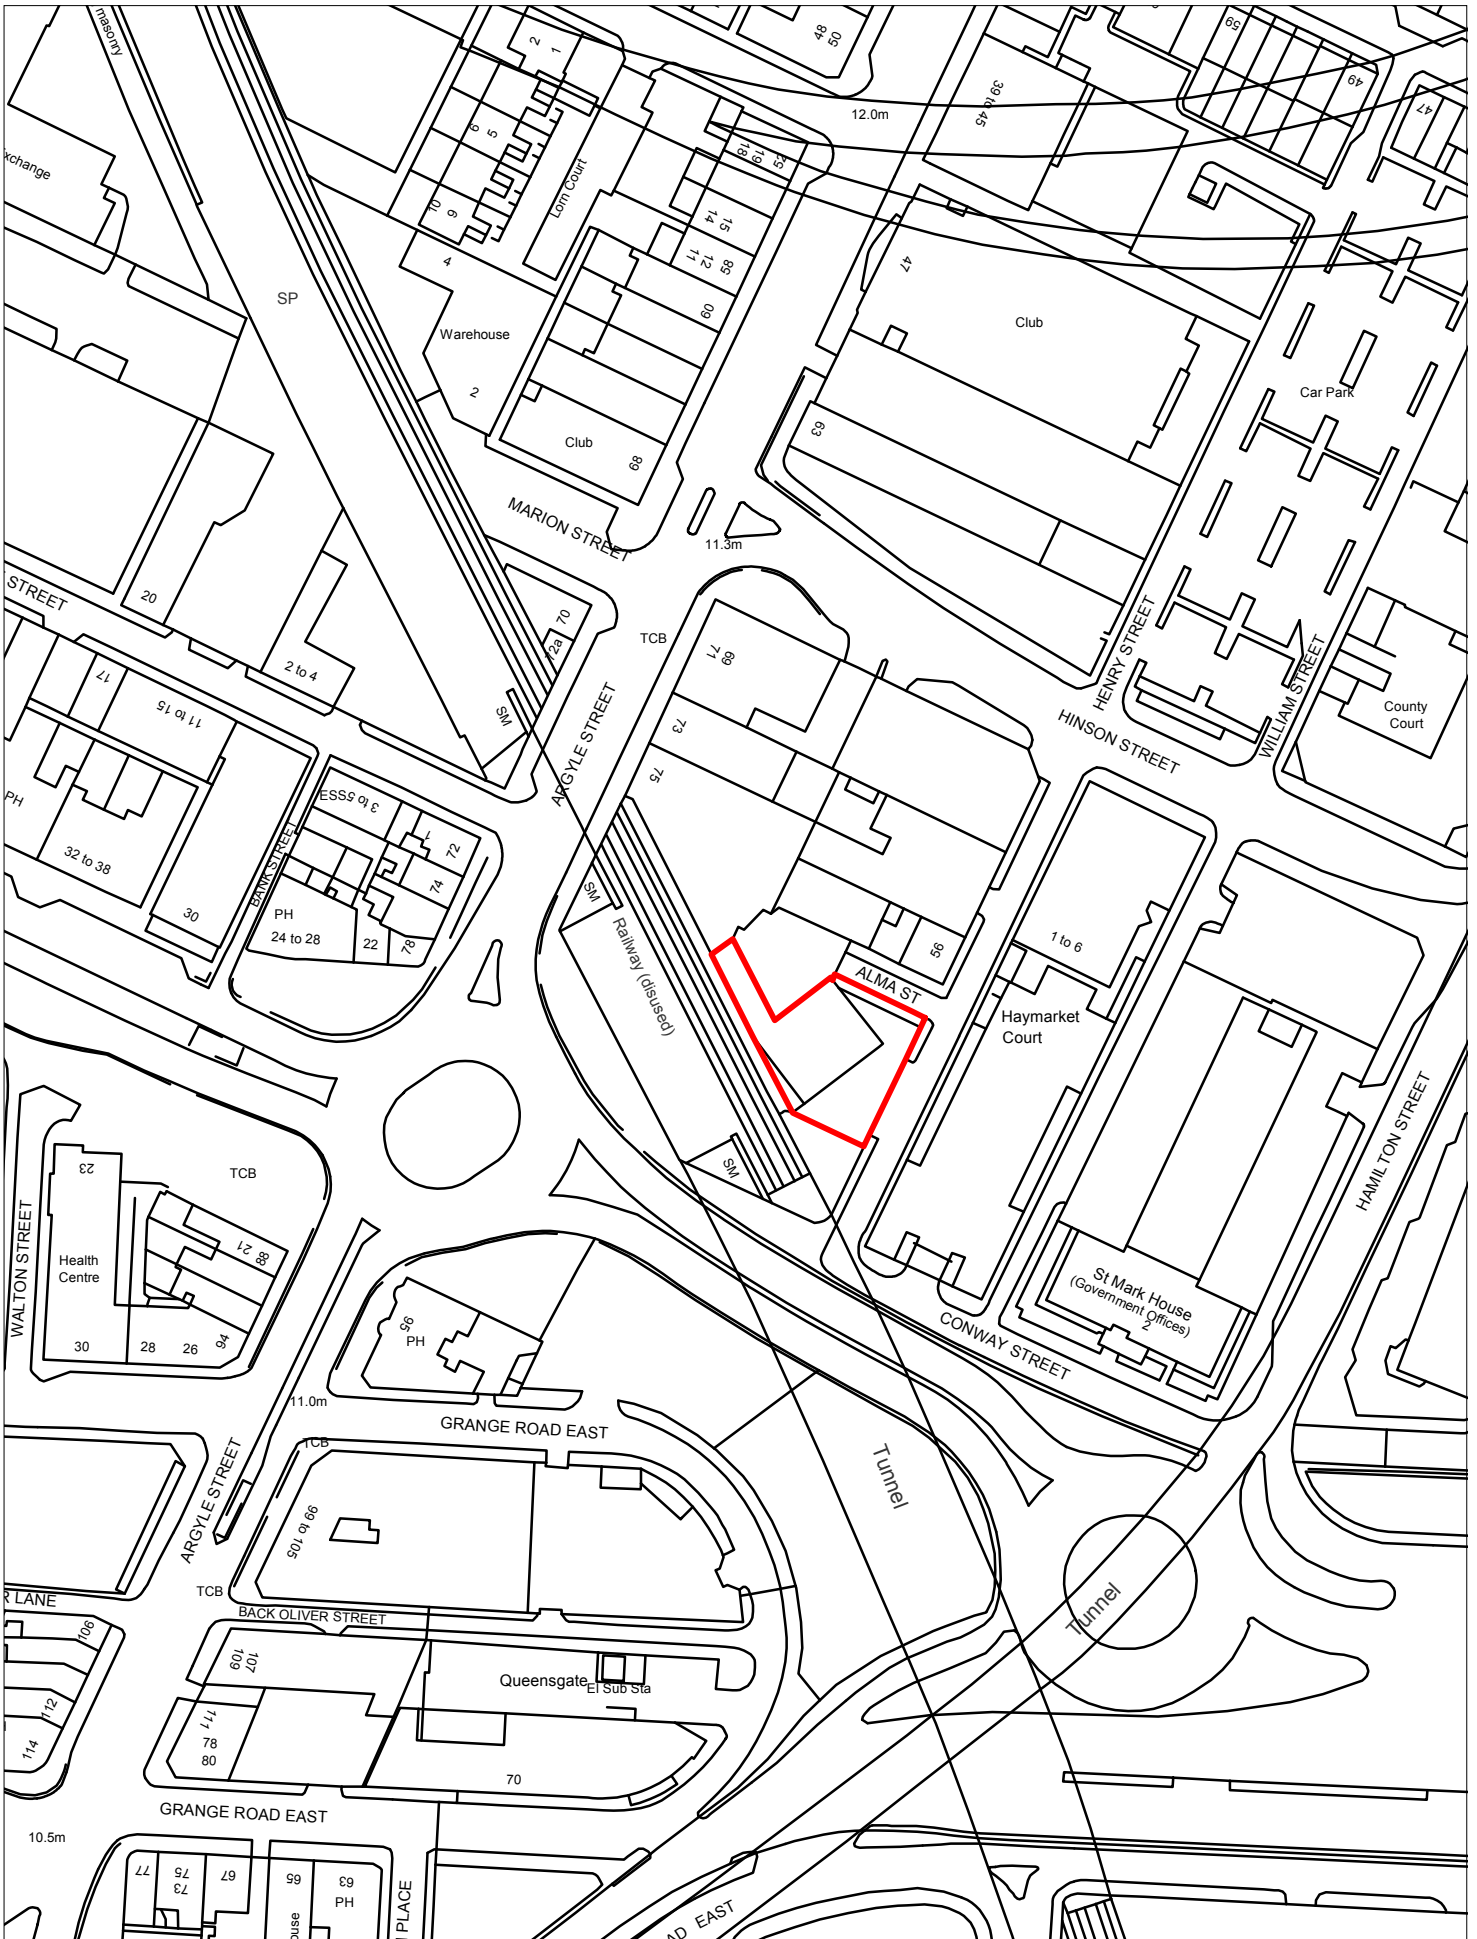 masonry
2
1
48
50
59
49
47
39 to 45
12.0m
xchange
6
5
Lorn Court
18
19
52
10
9
14
15
4
11
12
58
47
SP
60
Club
Warehouse
2
Car Park
Club
68
63
MARION STREET
11.3m
STREET
20
70
72a
TCB
HENRY STREET
69
71
2 to 4
17
11 to 15
SM
ARGYLE STREET
73
75
HINSON STREET
WILLIAM STREET
County
Court
PH
ESS
3 to 5
1
72
74
32 to 38
BANK STREET
30
PH
24 to 28
22
78
SM
Railway (disused)
56
1 to 6
ALMA ST
Haymarket
Court
HAMILTON STREET
23
TCB
SM
WALTON STREET
Health
Centre
21
88
St Mark House
(Government Offices)
2
30
28
26
94
95
PH
CONWAY STREET
11.0m
GRANGE ROAD EAST
TCB
Tunnel
ARGYLE STREET
99 to 105
TCB
R LANE
BACK OLIVER STREET
Tunnel
106
107
109
Queensgate
El Sub Sta
112
111
114
78
80
70
GRANGE ROAD EAST
10.5m
77
75
73
67
65
63
PH
ouse
PLACE
AD EAST